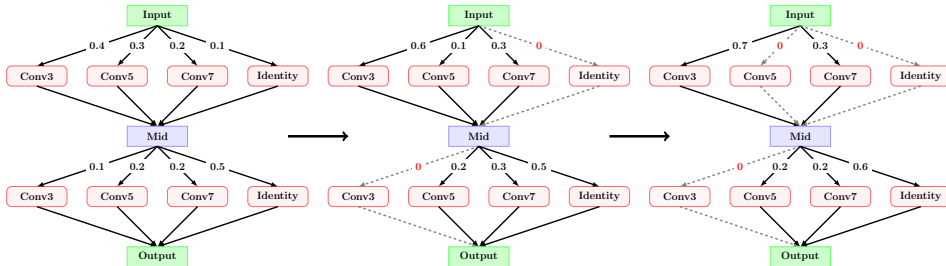 Input Input Input
0.4 0.3 0.2 0.1 0.6 0.1 0.3 0 0.7 0 0.3 0
Conv3 Conv5 Conv7 Identity Conv3 Conv5 Conv7 Identity Conv3 Conv5 Conv7 Identity
Mid Mid Mid
0.1 0.2 0.2 0.5 0 0.2 0.3 0.5 0 0.2 0.2 0.6
Conv3 Conv5 Conv7 Identity Conv3 Conv5 Conv7 Identity Conv3 Conv5 Conv7 Identity
Output Output Output